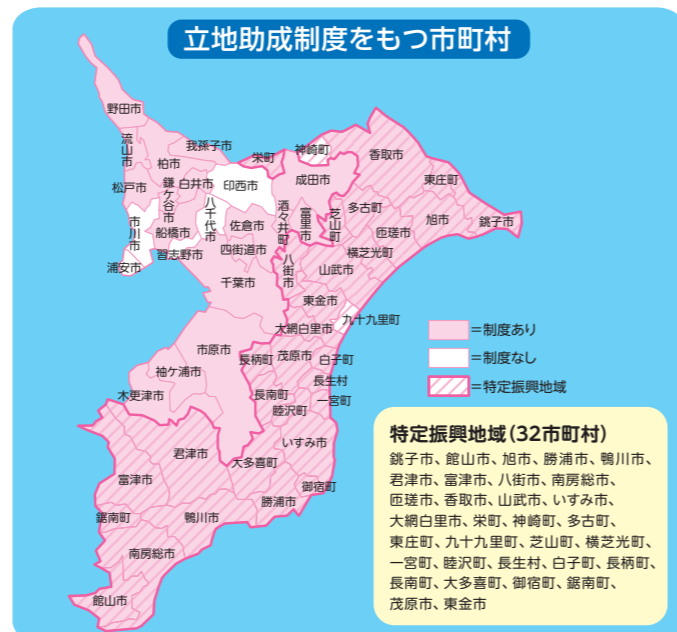 立地助成制度をもつ市町村
野田市
流山市
我孫子市
柏市
栄町
神崎町
香取市
松戸市
鎌ケ谷市
白井市
印西市
成田市
東庄町
市川市
船橋市
八千代市
佐倉市
酒々井町
富里市
芝山町
多古町
旭市
銚子市
匝瑳市
浦安市
習志野市
四街道市
八街市
横芝光町
山武市
千葉市
東金市
九十九里町
大網白里市
市原市
長柄町
茂原市
白子町
袖ケ浦市
長生村
木更津市
長南町
一宮町
睦沢町
君津市
いすみ市
大多喜町
富津市
御宿町
勝浦市
鋸南町
鴨川市
南房総市
館山市
=制度あり
=制度なし
=特定振興地域
特定振興地域(32市町村)
銚子市、館山市、旭市、勝浦市、鴨川市、
君津市、富津市、八街市、南房総市、
匝瑳市、香取市、山武市、いすみ市、
大網白里市、栄町、神崎町、多古町、
東庄町、九十九里町、芝山町、横芝光町、
一宮町、睦沢町、長生村、白子町、長柄町、
長南町、大多喜町、御宿町、鋸南町、
茂原市、東金市